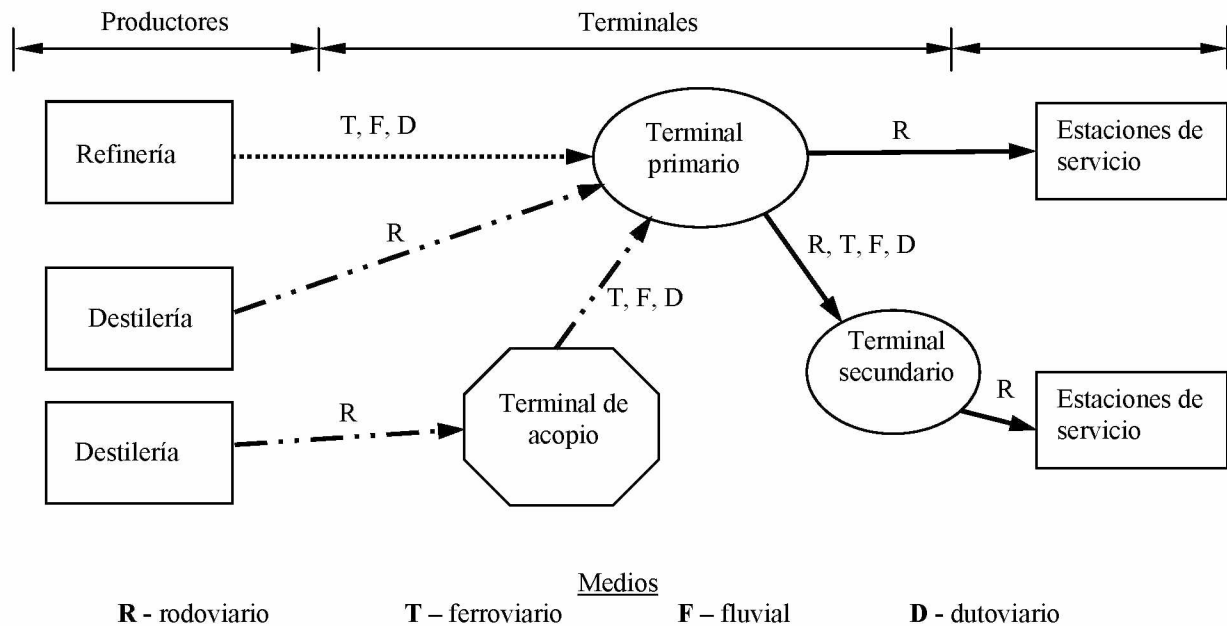 Productores
Terminales
Refinería
T, F, D
Terminal
primario
R
Estaciones de
servicio
R
R, T, F, D
Destilería
T, F, D
Terminal
secundario
R
Estaciones de
servicio
Destilería
R
Terminal de
acopio
Medios
R - rodoviario
T – ferroviario
F – fluvial
D - dutoviario